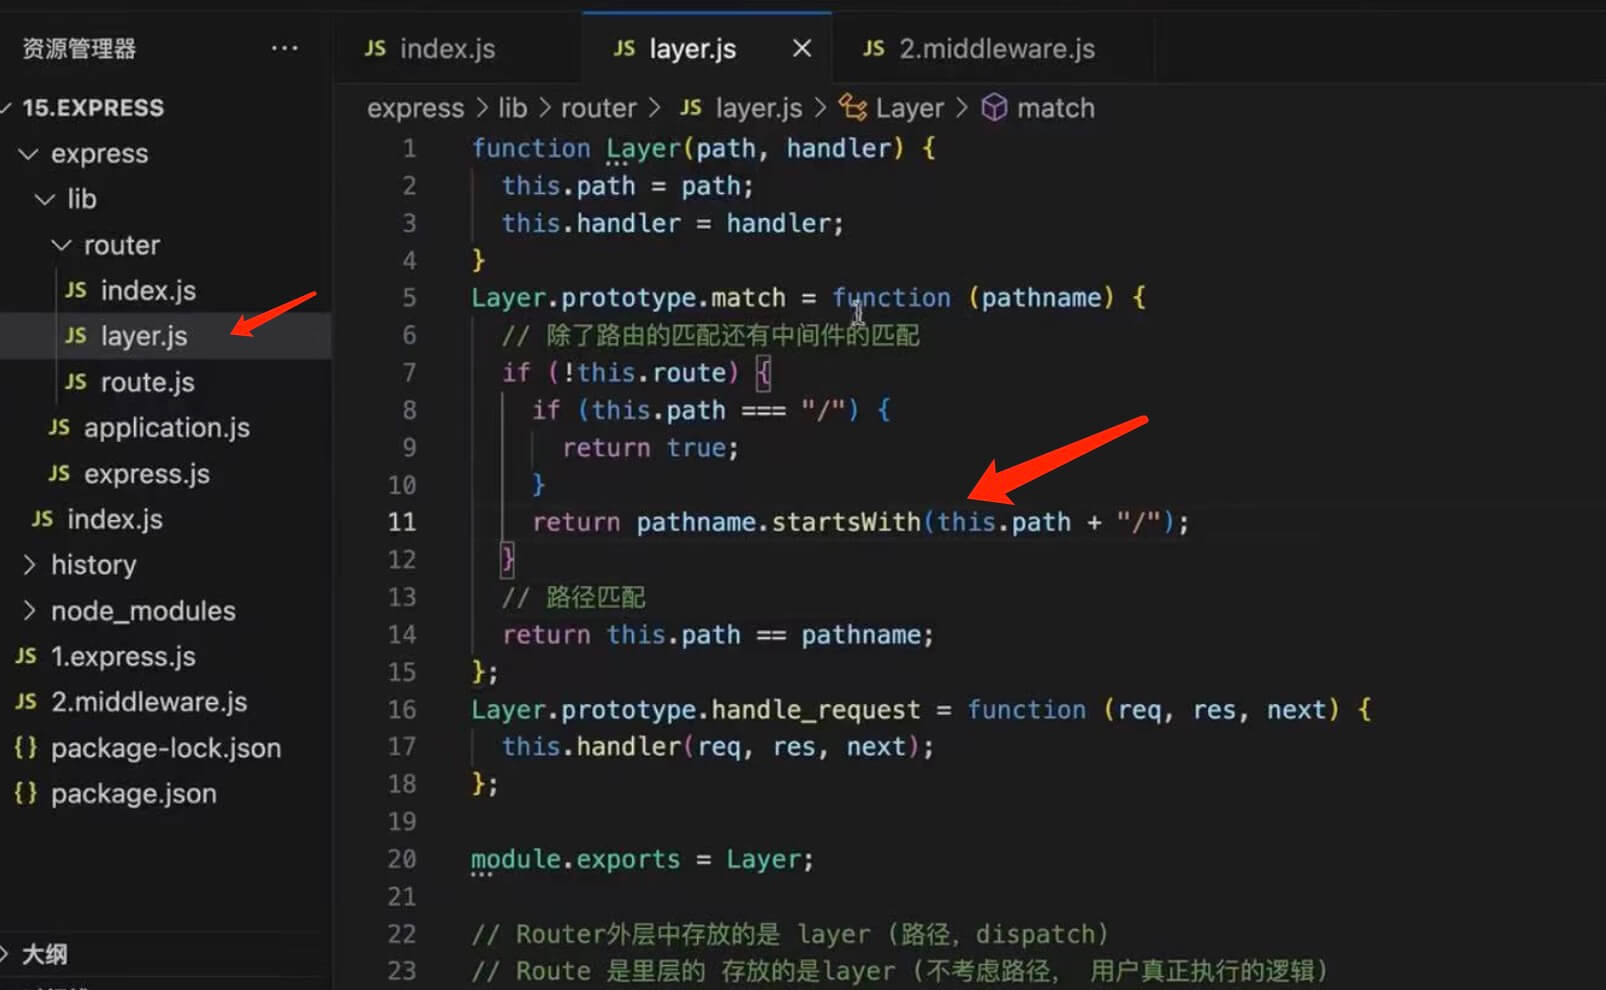 资源管理器 ···
15.EXPRESS
express
lib
router
JS index.js
JS layer.js
JS route.js
JS application.js
JS express.js
JS index.js
history
node_modules
JS 1.express.js
JS 2.middleware.js
{} package-lock.json
{} package.json
大纲
JS index.js JS layer.js × JS 2.middleware.js
express > lib > router > JS layer.js > Layer > match
1 function Layer(path, handler) {
2 this.path = path;
3 this.handler = handler;
4 }
5 Layer.prototype.match = function (pathname) {
6 // 除了路由的匹配还有中间件的匹配
7 if (!this.route) {
8 if (this.path === "/") {
9 return true;
10 }
11 return pathname.startsWith(this.path + "/");
12 }
13 // 路径匹配
14 return this.path == pathname;
15 };
16 Layer.prototype.handle_request = function (req, res, next) {
17 this.handler(req, res, next);
18 };
19
20 module.exports = Layer;
21
22 // Router外层中存放的是 layer (路径, dispatch)
23 // Route 是里层的 存放的是layer (不考虑路径, 用户真正执行的逻辑)